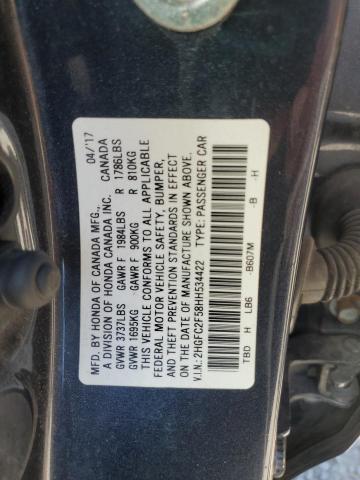 MFD. BY HONDA OF CANADA MFG., 04/'17
A DIVISION OF HONDA CANADA INC. CANADA
GVWR 3737LBS GAWR F 1984LBS R 1786LBS
GVWR 1695KG GAWR F 900KG R 810KG
THIS VEHICLE CONFORMS TO ALL APPLICABLE
FEDERAL MOTOR VEHICLE SAFETY, BUMPER,
AND THEFT PREVENTION STANDARDS IN EFFECT
ON THE DATE OF MANUFACTURE SHOWN ABOVE.
V.I.N.: 2HGFC2F58HH534422 TYPE: PASSENGER CAR
TBD H LB6 -B607M -B -H